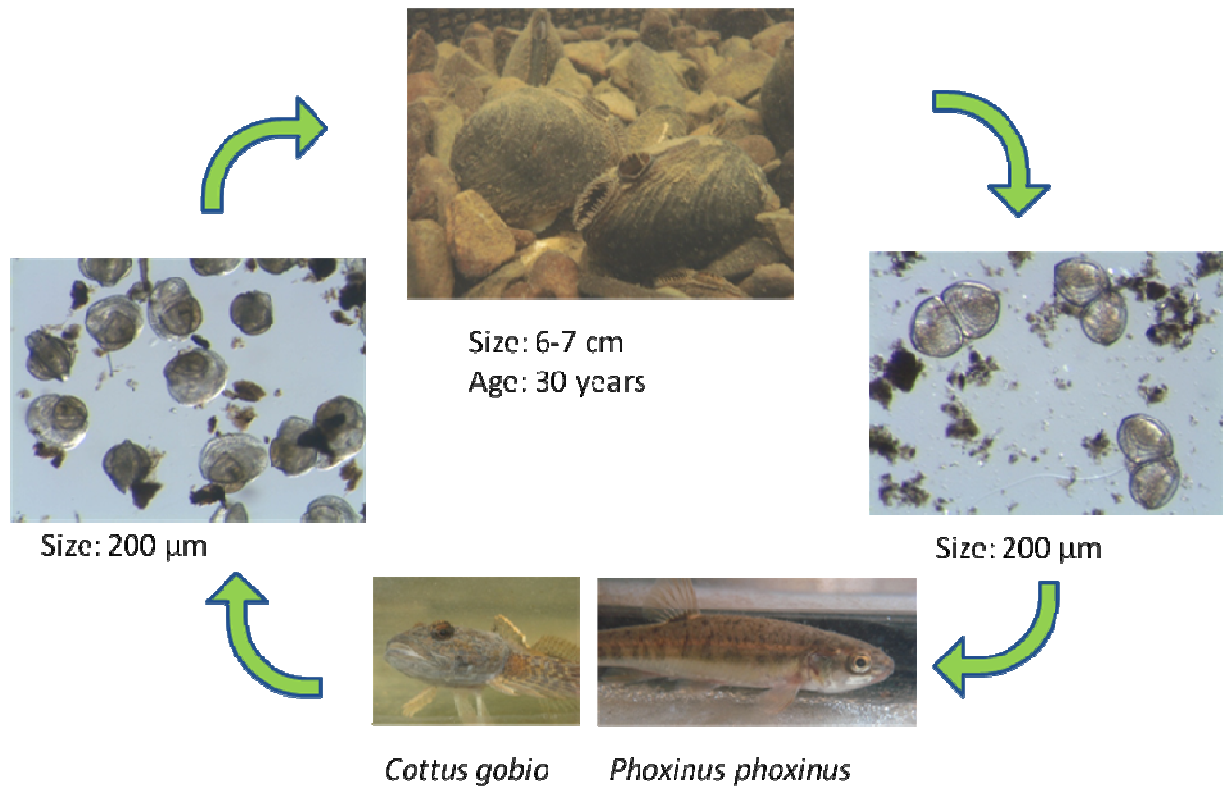 Size: 6-7 cm
Age: 30 years
Size: 200 µm
Size: 200 µm
Cottus gobio
Phoxinus phoxinus